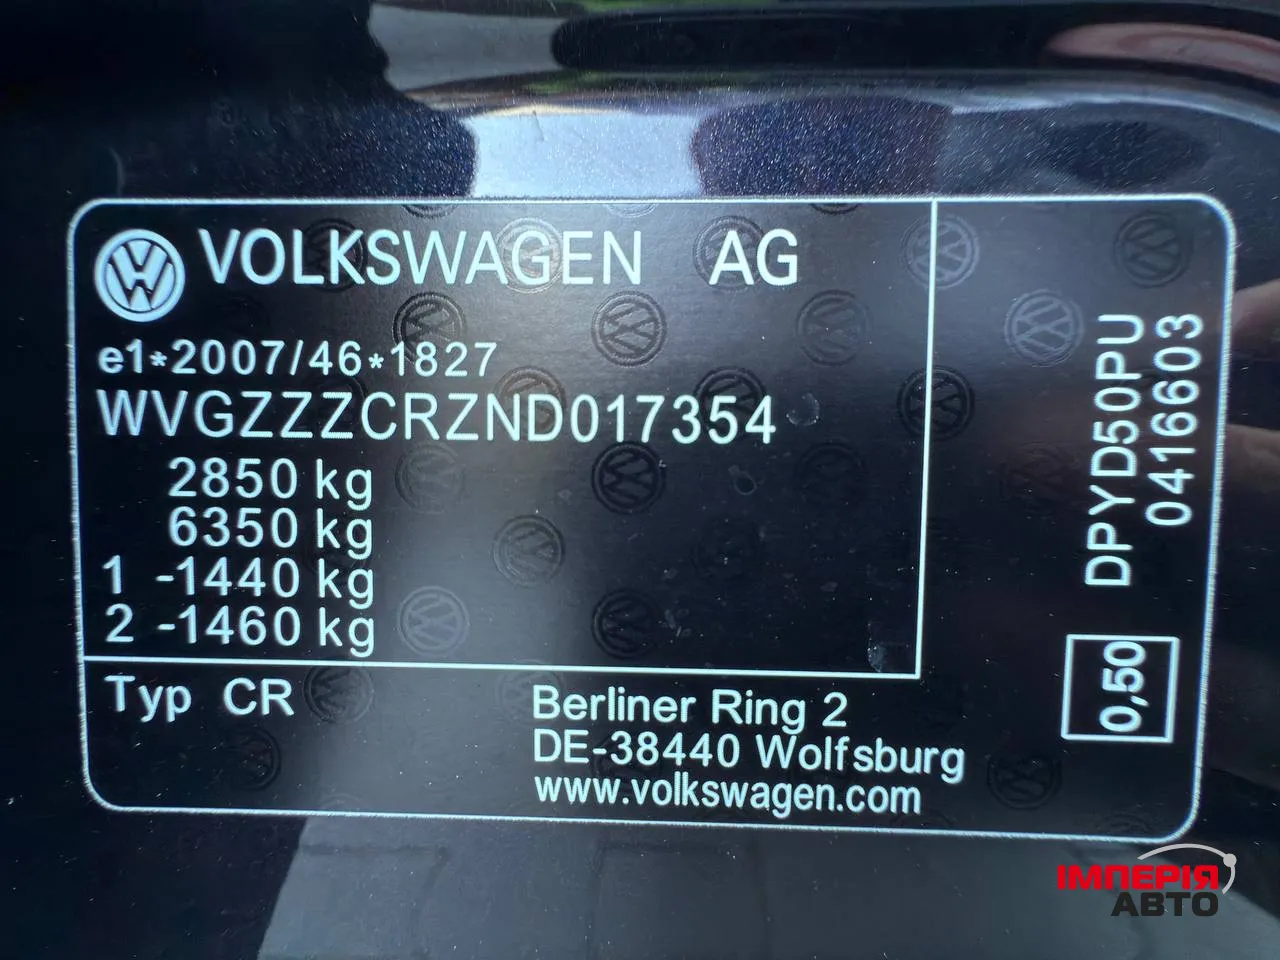 VOLKSWAGEN AG
e1*2007/46*1827
WVGZZZCRZND017354
2850 kg
6350 kg
1 -1440 kg
2 -1460 kg
Typ CR
Berliner Ring 2
DE-38440 Wolfsburg
www.volkswagen.com
DPYD50PU
0416603
0,50
ІМПЕРІЯ
АВТО